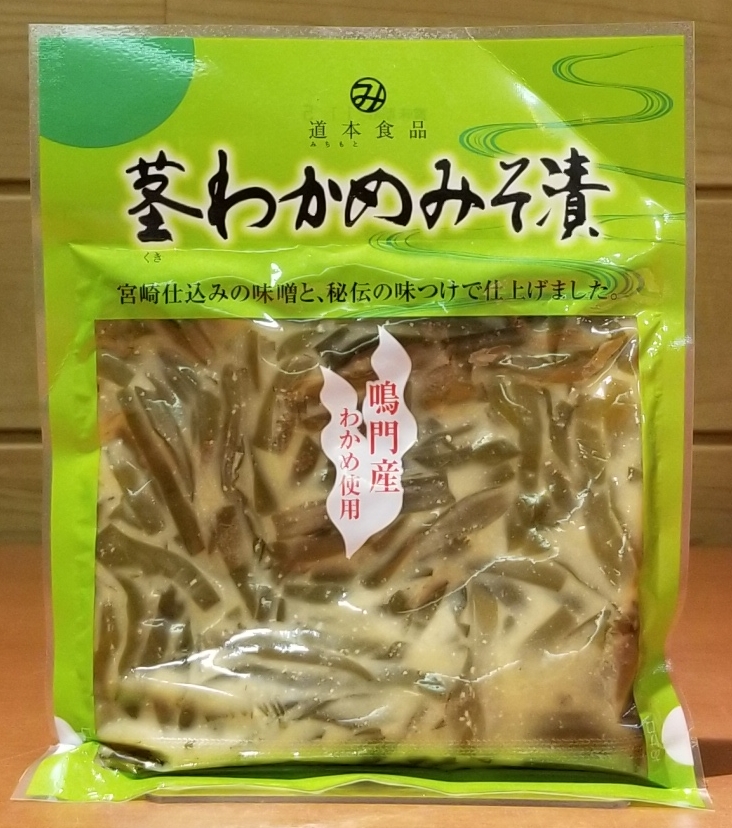 み
道本食品
みちもと
茎わかめみそ漬
くき
宮崎仕込みの味噌と、秘伝の味つけで仕上げました。
鳴門産
わかめ使用